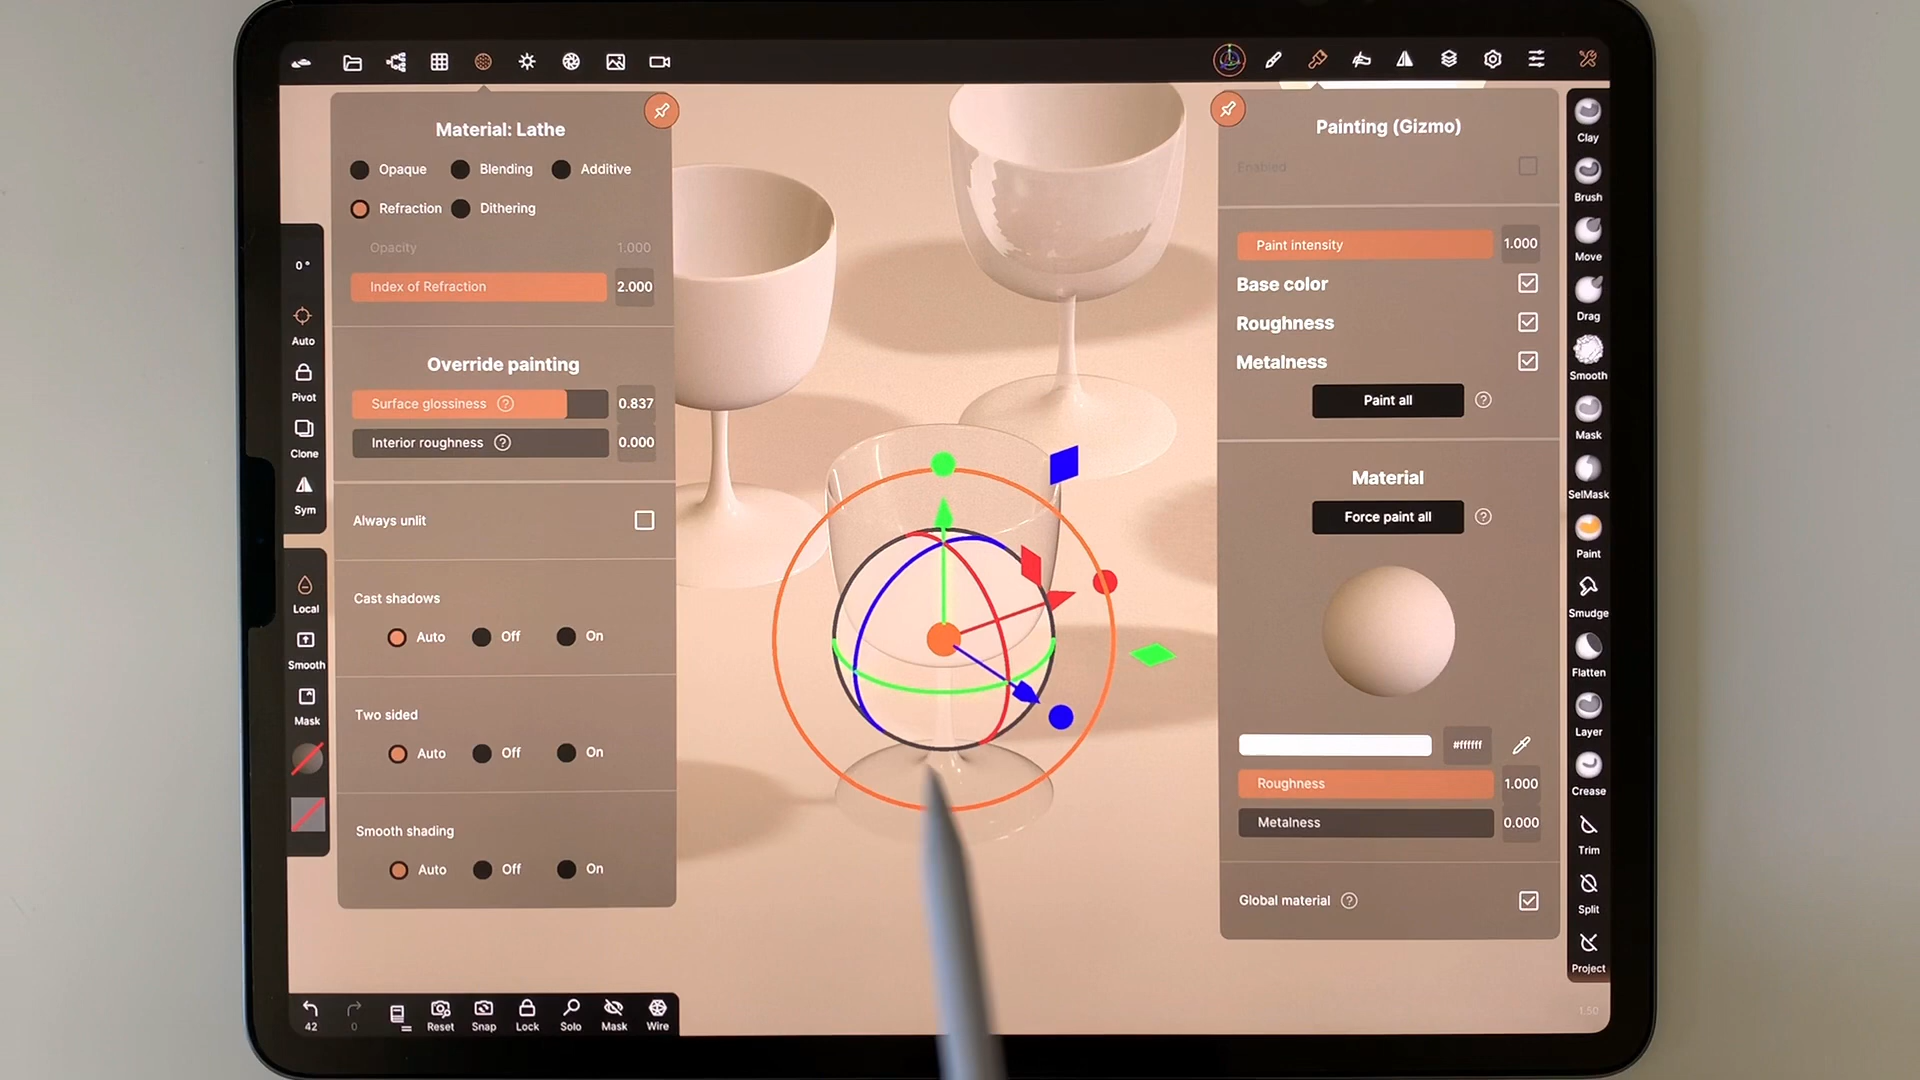 Material: Lathe
Opaque Blending Additive
Refraction Dithering
Opacity 1.000
Index of Refraction 2.000
Override painting
Surface glossiness ? 0.837
Interior roughness ? 0.000
Always unlit
Cast shadows
Auto Off On
Two sided
Auto Off On
Smooth shading
Auto Off On
0°
Auto
Pivot
Clone
Sym
Local
Smooth
Mask
42
0
Reset
Snap
Lock
Solo
Mask
Wire
Painting (Gizmo)
Enabled
Paint intensity 1.000
Base color
Roughness
Metalness
Paint all ?
Material
Force paint all ?
#ffffff
Roughness 1.000
Metalness 0.000
Global material ?
Clay
Brush
Move
Drag
Smooth
Mask
SelMask
Paint
Smudge
Flatten
Layer
Crease
Trim
Split
Project
1.50